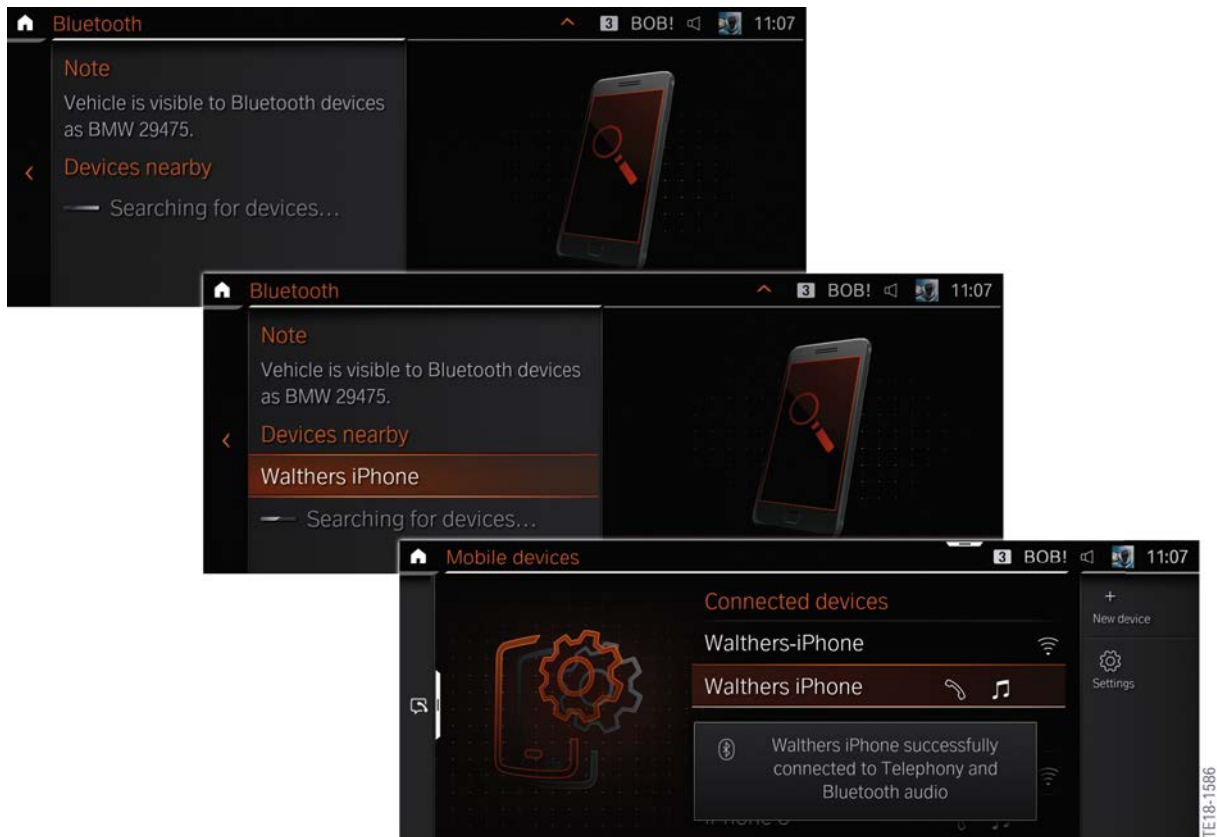 Bluetooth
3 BOB! 11:07
Note
Vehicle is visible to Bluetooth devices
as BMW 29475.
Devices nearby
Searching for devices...
Bluetooth
3 BOB! 11:07
Note
Vehicle is visible to Bluetooth devices
as BMW 29475.
Devices nearby
Walthers iPhone
Searching for devices...
Mobile devices
3 BOB! 11:07
Connected devices
Walthers-iPhone
Walthers iPhone
Walthers iPhone successfully
connected to Telephony and
Bluetooth audio
New device
Settings
TE18-1586